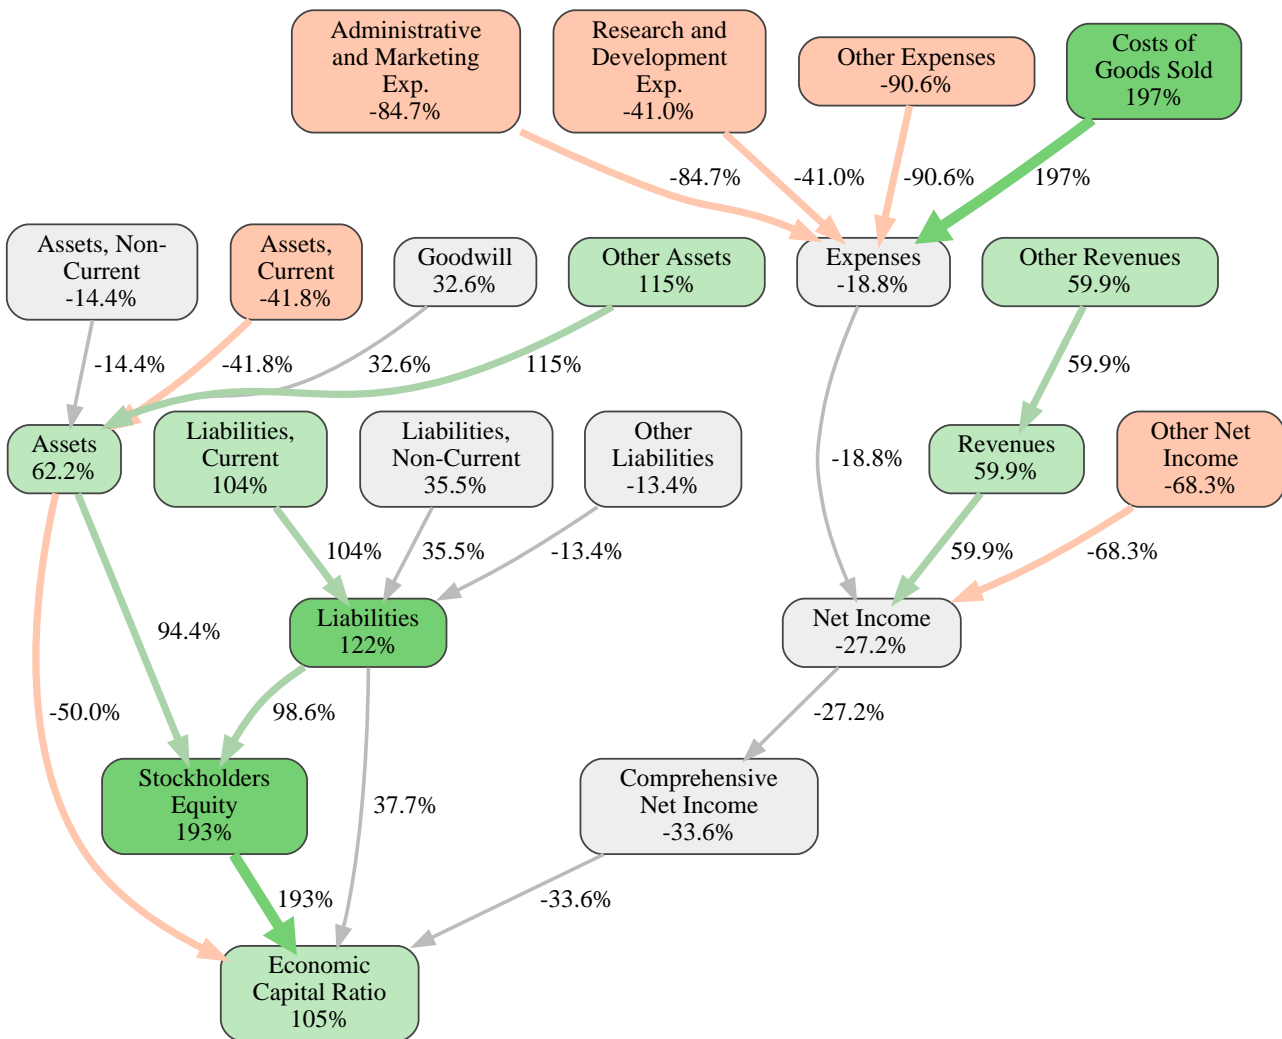 Administrative
and Marketing
Exp.
-84.7%
Research and
Development
Exp.
-41.0%
Other Expenses
-90.6%
Costs of
Goods Sold
197%
-84.7%
-41.0%
-90.6%
197%
Assets, Non-
Current
-14.4%
Assets,
Current
-41.8%
Goodwill
32.6%
Other Assets
115%
Expenses
-18.8%
Other Revenues
59.9%
-14.4%
-41.8%
32.6%
115%
59.9%
Assets
62.2%
Liabilities,
Current
104%
Liabilities,
Non-Current
35.5%
Other
Liabilities
-13.4%
-18.8%
Revenues
59.9%
Other Net
Income
-68.3%
104%
35.5%
-13.4%
59.9%
-68.3%
94.4%
Liabilities
122%
Net Income
-27.2%
-50.0%
98.6%
-27.2%
Stockholders
Equity
193%
37.7%
Comprehensive
Net Income
-33.6%
193%
-33.6%
Economic
Capital Ratio
105%